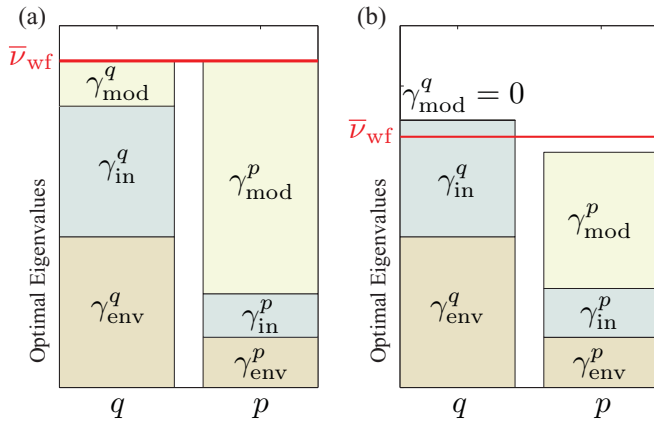 (a)
ν̅_wf
γ^q_mod
γ^q_in
γ^q_env
γ^p_mod
γ^p_in
γ^p_env
Optimal Eigenvalues
q p
(b)
γ^q_mod = 0
ν̅_wf
γ^q_in
γ^q_env
γ^p_mod
γ^p_in
γ^p_env
Optimal Eigenvalues
q p